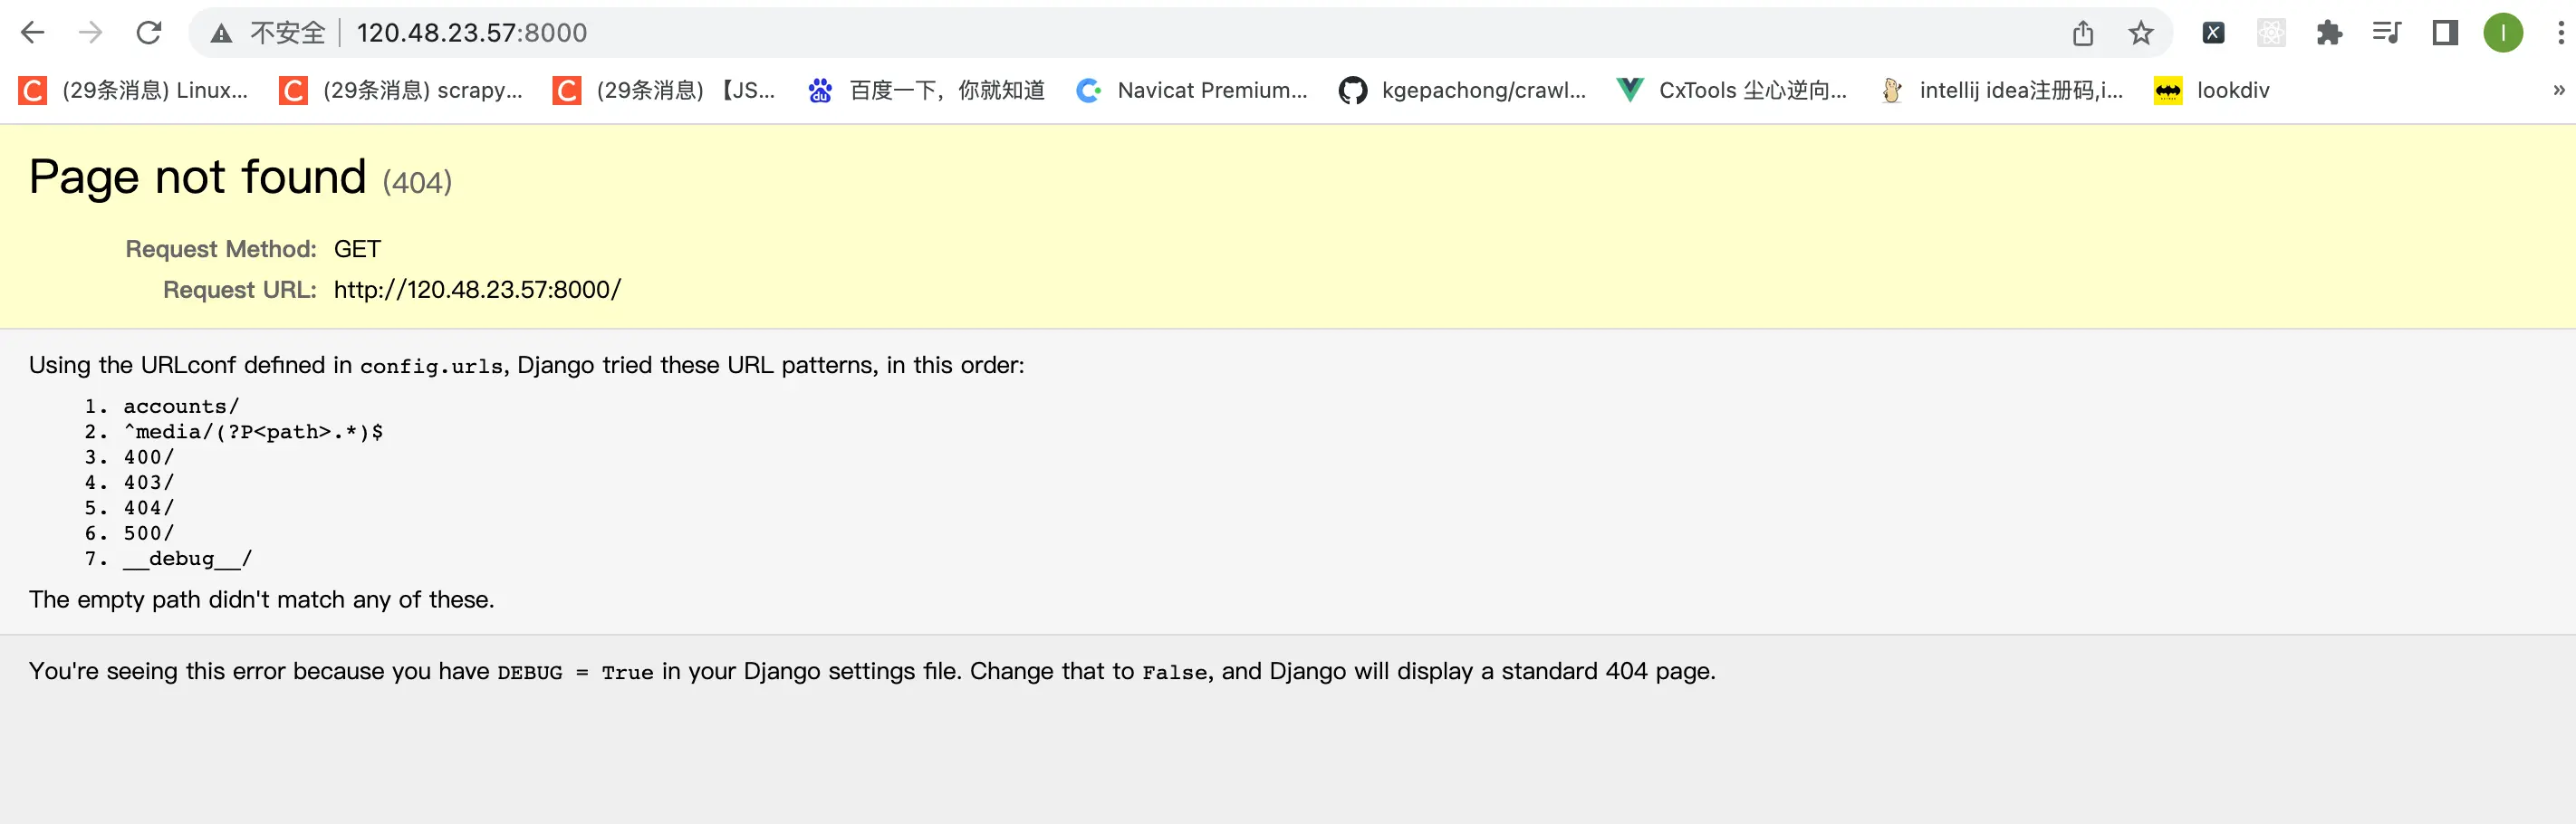 不安全 120.48.23.57:8000
(29条消息) Linux... (29条消息) scrapy... (29条消息) 【JS... 百度一下，你就知道 Navicat Premium... kgepachong/crawl... CxTools 尘心逆向... intellij idea注册码,i... lookdiv »
Page not found (404)
Request Method: GET
Request URL: http://120.48.23.57:8000/
Using the URLconf defined in config.urls, Django tried these URL patterns, in this order:
1. accounts/
2. ^media/(?P<path>.*)$
3. 400/
4. 403/
5. 404/
6. 500/
7. __debug__/
The empty path didn't match any of these.
You're seeing this error because you have DEBUG = True in your Django settings file. Change that to False, and Django will display a standard 404 page.